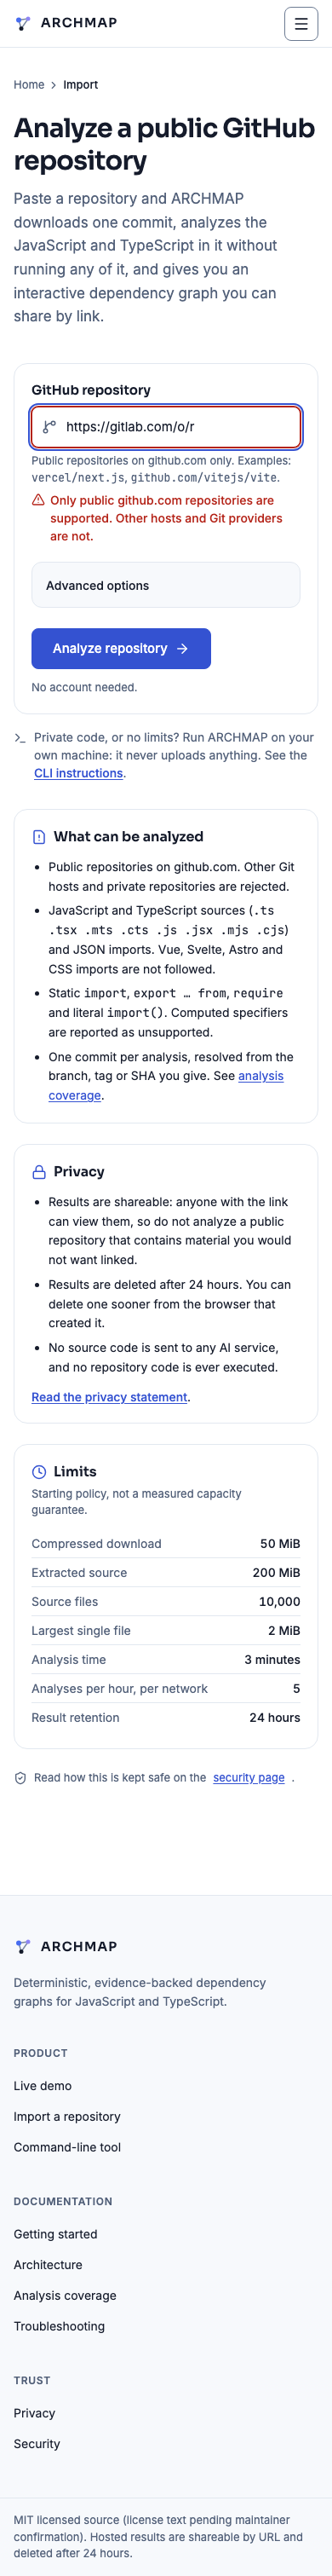 ARCHMAP
Home > Import
Analyze a public GitHub
repository
Paste a repository and ARCHMAP
downloads one commit, analyzes the
JavaScript and TypeScript in it without
running any of it, and gives you an
interactive dependency graph you can
share by link.
GitHub repository
https://gitlab.com/o/r
Public repositories on github.com only. Examples:
vercel/next.js, github.com/vitejs/vite.
Only public github.com repositories are
supported. Other hosts and Git providers
are not.
Advanced options
Analyze repository →
No account needed.
Private code, or no limits? Run ARCHMAP on your
own machine: it never uploads anything. See the
CLI instructions.
What can be analyzed
• Public repositories on github.com. Other Git
hosts and private repositories are rejected.
• JavaScript and TypeScript sources (.ts
.tsx .mts .cts .js .jsx .mjs .cjs)
and JSON imports. Vue, Svelte, Astro and
CSS imports are not followed.
• Static import, export … from, require
and literal import(). Computed specifiers
are reported as unsupported.
• One commit per analysis, resolved from the
branch, tag or SHA you give. See analysis
coverage.
Privacy
• Results are shareable: anyone with the link
can view them, so do not analyze a public
repository that contains material you would
not want linked.
• Results are deleted after 24 hours. You can
delete one sooner from the browser that
created it.
• No source code is sent to any AI service,
and no repository code is ever executed.
Read the privacy statement.
Limits
Starting policy, not a measured capacity
guarantee.
Compressed download 50 MiB
Extracted source 200 MiB
Source files 10,000
Largest single file 2 MiB
Analysis time 3 minutes
Analyses per hour, per network 5
Result retention 24 hours
Read how this is kept safe on the security page .
ARCHMAP
Deterministic, evidence-backed dependency
graphs for JavaScript and TypeScript.
PRODUCT
Live demo
Import a repository
Command-line tool
DOCUMENTATION
Getting started
Architecture
Analysis coverage
Troubleshooting
TRUST
Privacy
Security
MIT licensed source (license text pending maintainer
confirmation). Hosted results are shareable by URL and
deleted after 24 hours.